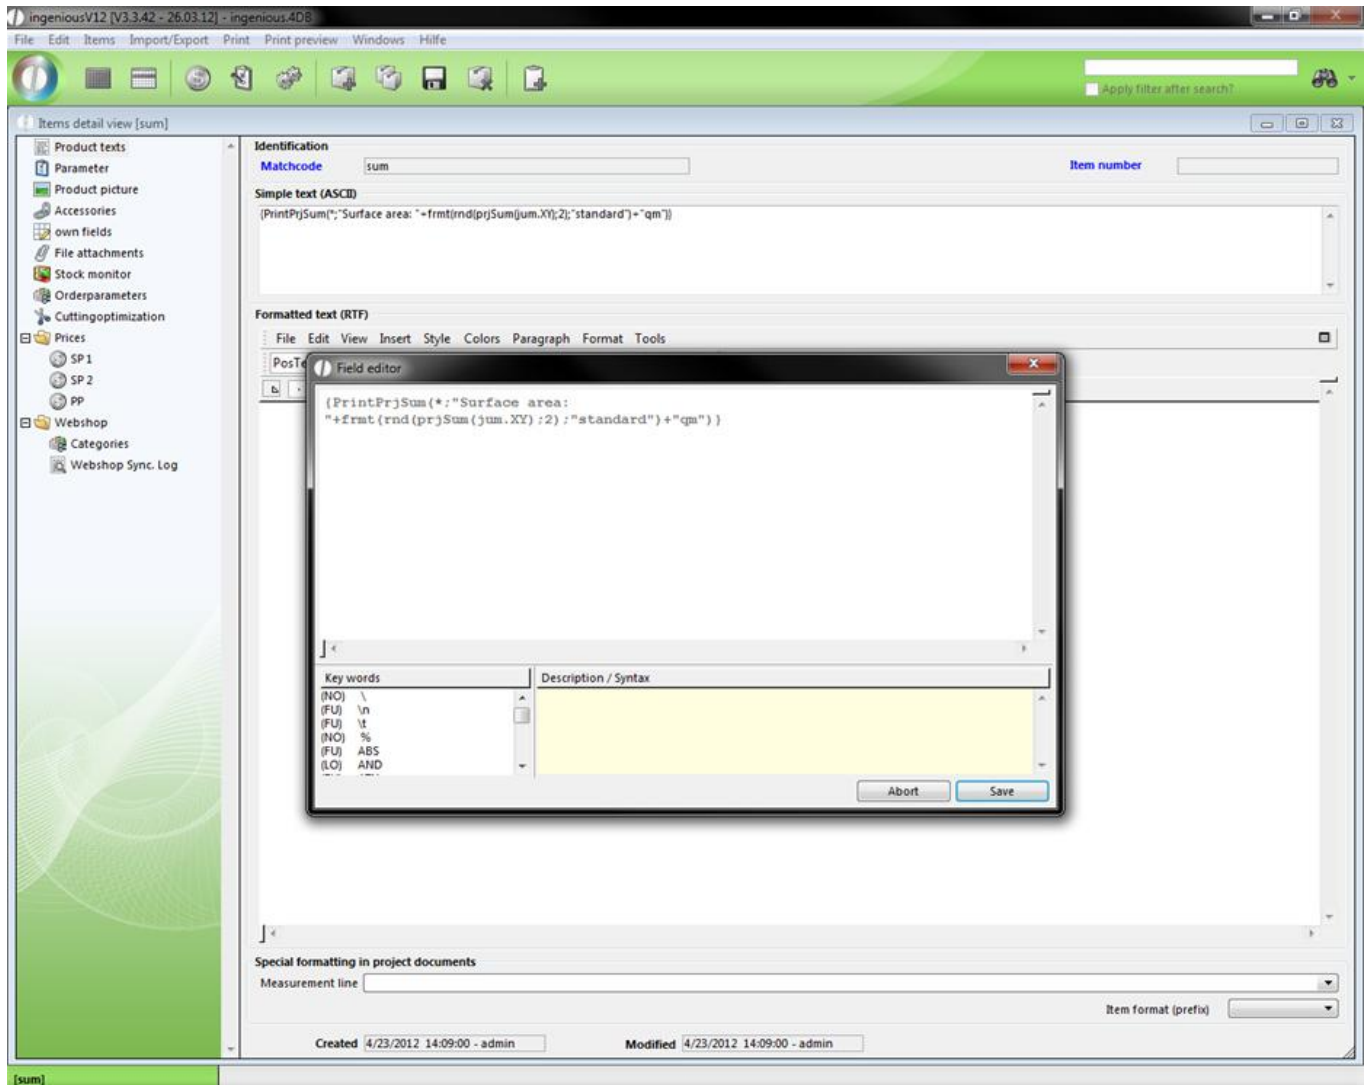 ingeniousV12 [V3.3.42 - 26.03.12] - ingenious.4DB
File Edit Items Import/Export Print Print preview Windows Hilfe
Apply filter after search?
Items detail view [sum]
Product texts
Parameter
Product picture
Accessories
own fields
File attachments
Stock monitor
Orderparameters
Cuttingoptimization
Prices
SP 1
SP 2
PP
Webshop
Categories
Webshop Sync. Log
Identification
Matchcode sum Item number
Simple text (ASCII)
{PrintPrjSum(*;"Surface area: "+frmt(rnd(prjSum(jum.XY);2);"standard")+"qm")}
Formatted text (RTF)
File Edit View Insert Style Colors Paragraph Format Tools
Field editor
{PrintPrjSum(*;"Surface area:
"+frmt(rnd(prjSum(jum.XY);2);"standard")+"qm")}
Key words Description / Syntax
(NO) \
(FU) \n
(FU) \t
(NO) %
(FU) ABS
(LO) AND
Abort Save
Special formatting in project documents
Measurement line
Item format (prefix)
Created 4/23/2012 14:09:00 - admin Modified 4/23/2012 14:09:00 - admin
[sum]